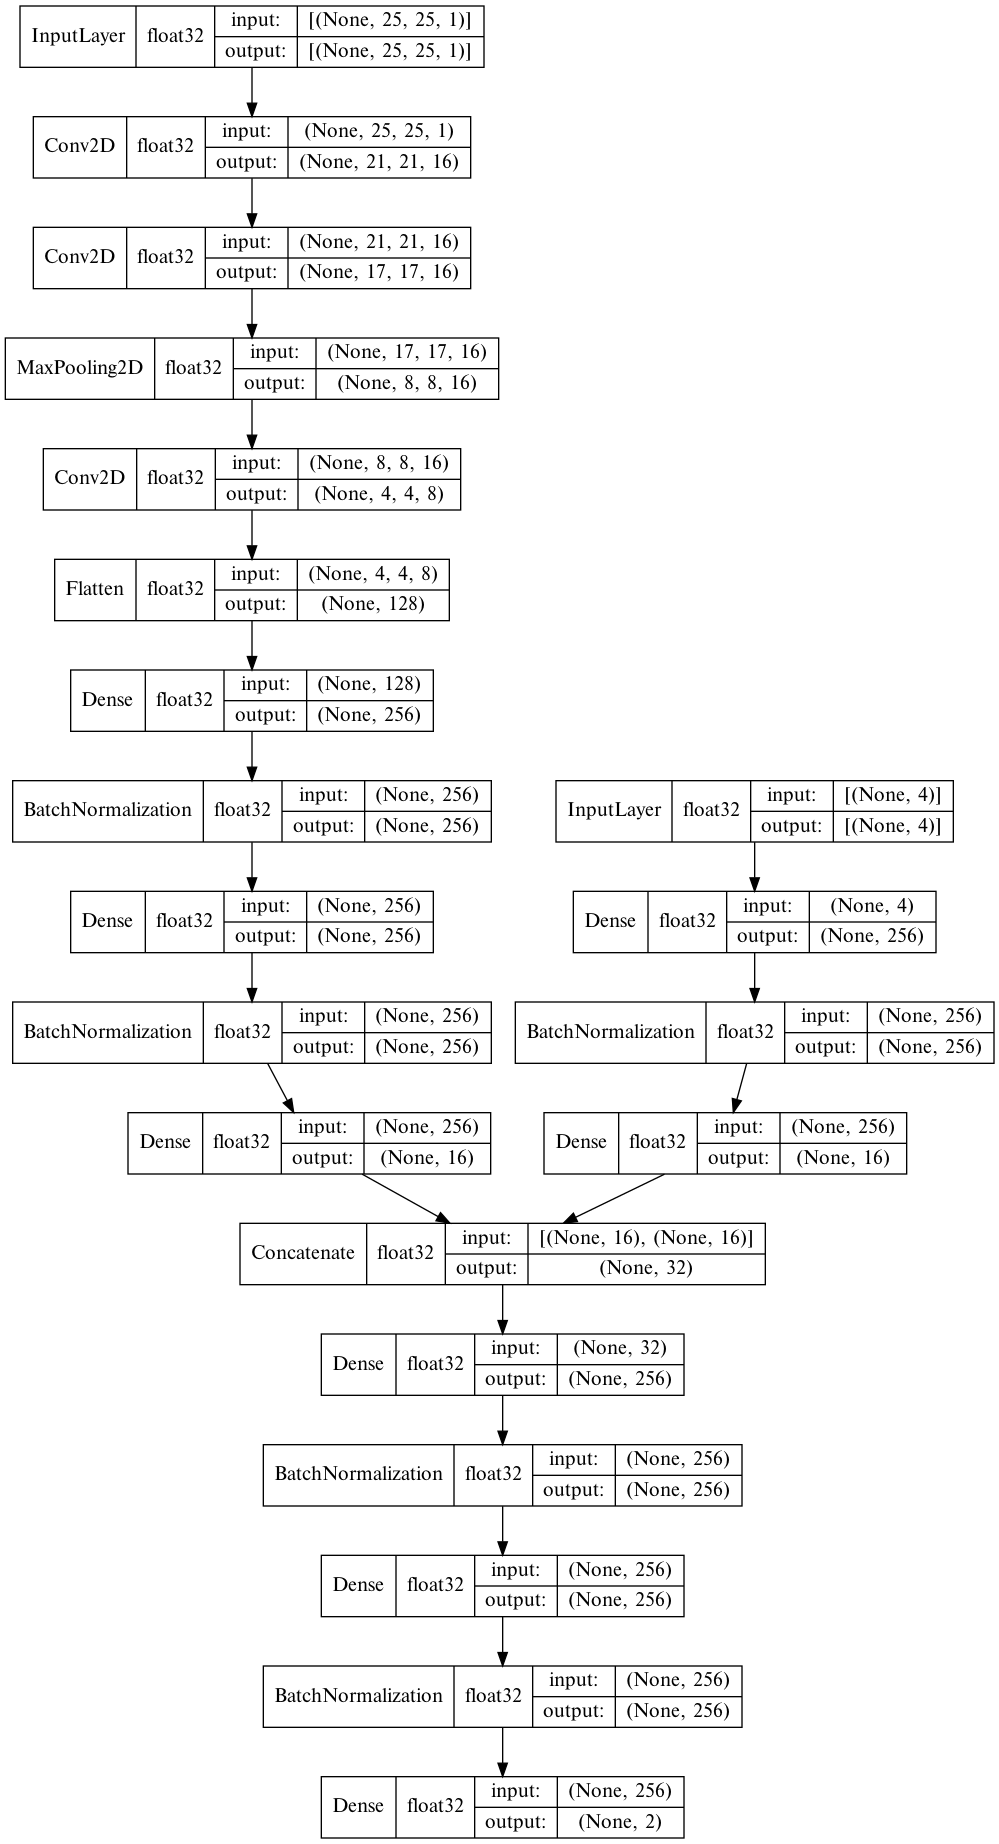 InputLayer float32 input: [(None, 25, 25, 1)]
output: [(None, 25, 25, 1)]
Conv2D float32 input: (None, 25, 25, 1)
output: (None, 21, 21, 16)
Conv2D float32 input: (None, 21, 21, 16)
output: (None, 17, 17, 16)
MaxPooling2D float32 input: (None, 17, 17, 16)
output: (None, 8, 8, 16)
Conv2D float32 input: (None, 8, 8, 16)
output: (None, 4, 4, 8)
Flatten float32 input: (None, 4, 4, 8)
output: (None, 128)
Dense float32 input: (None, 128)
output: (None, 256)
BatchNormalization float32 input: (None, 256)
output: (None, 256)
InputLayer float32 input: [(None, 4)]
output: [(None, 4)]
Dense float32 input: (None, 256)
output: (None, 256)
Dense float32 input: (None, 4)
output: (None, 256)
BatchNormalization float32 input: (None, 256)
output: (None, 256)
BatchNormalization float32 input: (None, 256)
output: (None, 256)
Dense float32 input: (None, 256)
output: (None, 16)
Dense float32 input: (None, 256)
output: (None, 16)
Concatenate float32 input: [(None, 16), (None, 16)]
output: (None, 32)
Dense float32 input: (None, 32)
output: (None, 256)
BatchNormalization float32 input: (None, 256)
output: (None, 256)
Dense float32 input: (None, 256)
output: (None, 256)
BatchNormalization float32 input: (None, 256)
output: (None, 256)
Dense float32 input: (None, 256)
output: (None, 2)